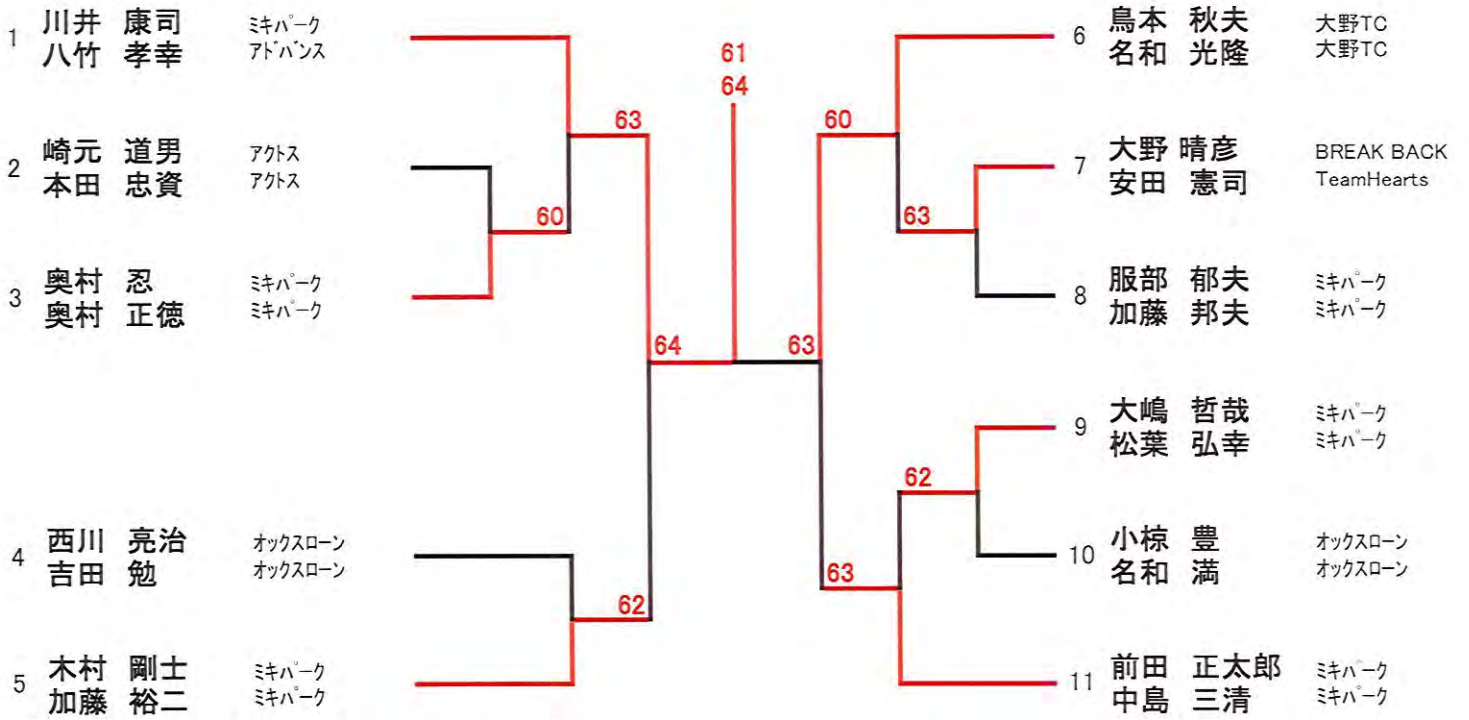 1 川井 康司 ミキパーク
八竹 孝幸 アドバンス
2 崎元 道男 アクトス
本田 忠資 アクトス
3 奥村 忍 ミキパーク
奥村 正徳 ミキパーク
4 西川 亮治 オックスローン
吉田 勉 オックスローン
5 木村 剛士 ミキパーク
加藤 裕二 ミキパーク
63
60
64
62
61
64
60
63
63
62
63
6 鳥本 秋夫 大野TC
名和 光隆 大野TC
7 大野 晴彦 BREAK BACK
安田 憲司 TeamHearts
8 服部 郁夫 ミキパーク
加藤 邦夫 ミキパーク
9 大嶋 哲哉 ミキパーク
松葉 弘幸 ミキパーク
10 小椋 豊 オックスローン
名和 満 オックスローン
11 前田 正太郎 ミキパーク
中島 三清 ミキパーク